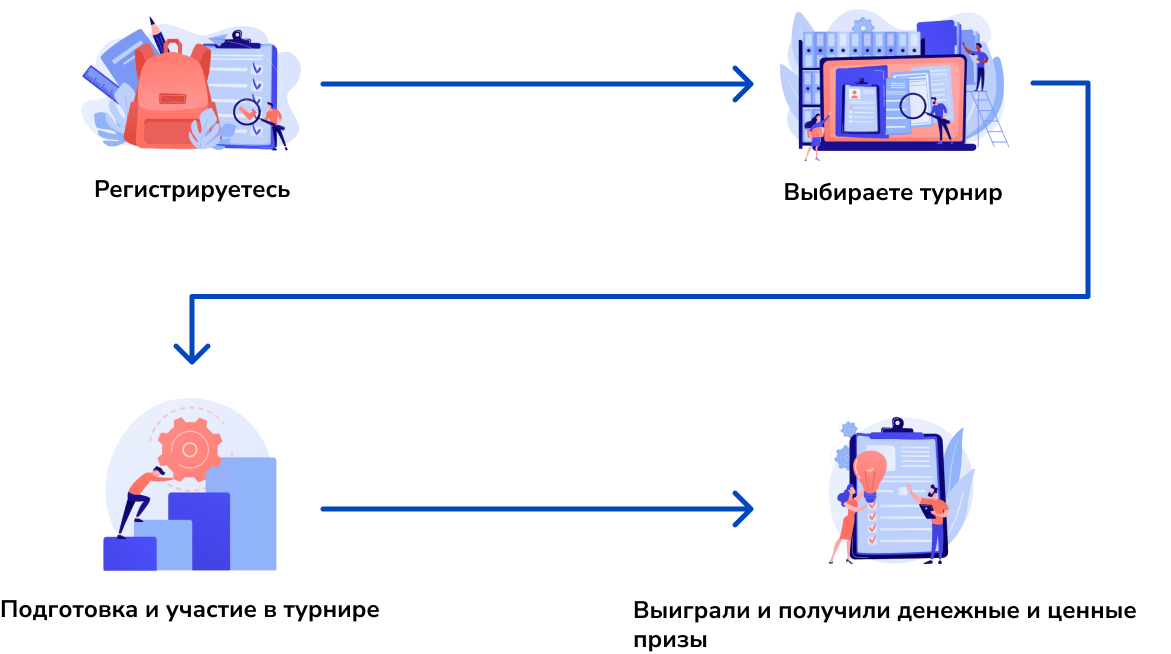 Регистрируетесь
Выбираете турнир
Подготовка и участие в турнире
Выиграли и получили денежные и ценные
призы